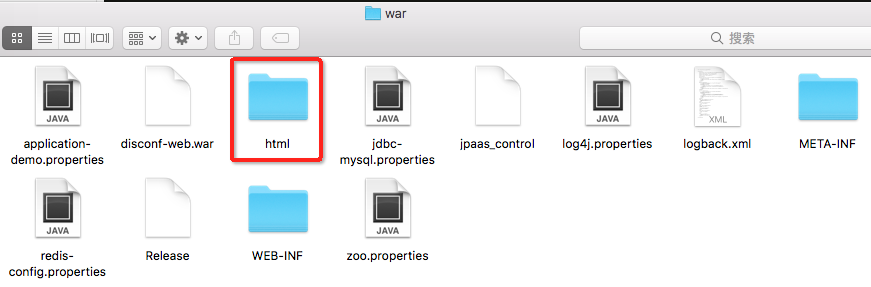 war
搜索
JAVA
JAVA
JAVA
XML
application-demo.properties
disconf-web.war
html
jdbc-mysql.properties
jpaas_control
log4j.properties
logback.xml
META-INF
JAVA
JAVA
redis-config.properties
Release
WEB-INF
zoo.properties